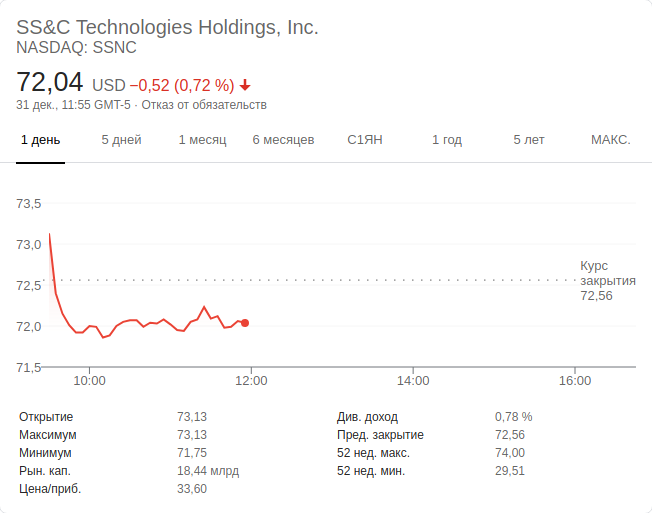 SS&C Technologies Holdings, Inc.
NASDAQ: SSNC
72,04 USD −0,52 (0,72 %)
31 дек., 11:55 GMT-5 · Отказ от обязательств
1 день 5 дней 1 месяц 6 месяцев С1ЯН 1 год 5 лет МАКС.
73,5
73,0
Курс
закрытия
72,56
72,5
72,0
71,5
10:00 12:00 14:00 16:00
Открытие 73,13 Див. доход 0,78 %
Максимум 73,13 Пред. закрытие 72,56
Минимум 71,75 52 нед. макс. 74,00
Рын. кап. 18,44 млрд 52 нед. мин. 29,51
Цена/приб. 33,60